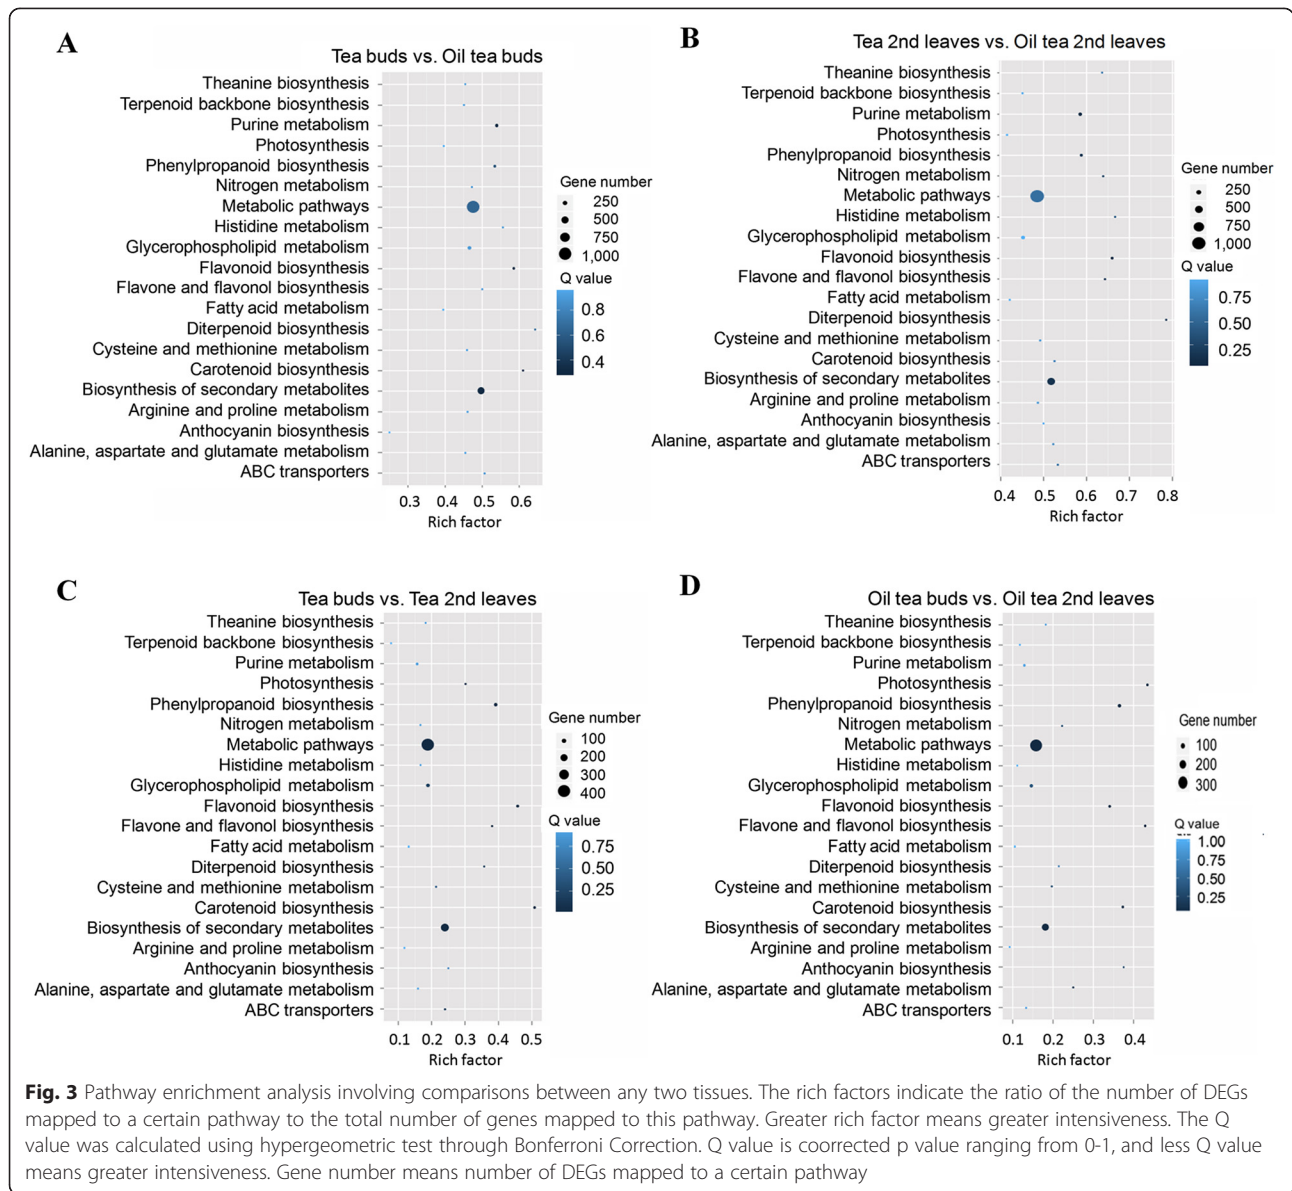 A
Tea buds vs. Oil tea buds
Theanine biosynthesis
Terpenoid backbone biosynthesis
Purine metabolism
Photosynthesis
Phenylpropanoid biosynthesis
Nitrogen metabolism
Metabolic pathways
Histidine metabolism
Glycerophospholipid metabolism
Flavonoid biosynthesis
Flavone and flavonol biosynthesis
Fatty acid metabolism
Diterpenoid biosynthesis
Cysteine and methionine metabolism
Carotenoid biosynthesis
Biosynthesis of secondary metabolites
Arginine and proline metabolism
Anthocyanin biosynthesis
Alanine, aspartate and glutamate metabolism
ABC transporters
0.3 0.4 0.5 0.6
Rich factor
Gene number
250
500
750
1,000
Q value
0.8
0.6
0.4
B
Tea 2nd leaves vs. Oil tea 2nd leaves
Theanine biosynthesis
Terpenoid backbone biosynthesis
Purine metabolism
Photosynthesis
Phenylpropanoid biosynthesis
Nitrogen metabolism
Metabolic pathways
Histidine metabolism
Glycerophospholipid metabolism
Flavonoid biosynthesis
Flavone and flavonol biosynthesis
Fatty acid metabolism
Diterpenoid biosynthesis
Cysteine and methionine metabolism
Carotenoid biosynthesis
Biosynthesis of secondary metabolites
Arginine and proline metabolism
Anthocyanin biosynthesis
Alanine, aspartate and glutamate metabolism
ABC transporters
0.4 0.5 0.6 0.7 0.8
Rich factor
Gene number
250
500
750
1,000
Q value
0.75
0.50
0.25
C
Tea buds vs. Tea 2nd leaves
Theanine biosynthesis
Terpenoid backbone biosynthesis
Purine metabolism
Photosynthesis
Phenylpropanoid biosynthesis
Nitrogen metabolism
Metabolic pathways
Histidine metabolism
Glycerophospholipid metabolism
Flavonoid biosynthesis
Flavone and flavonol biosynthesis
Fatty acid metabolism
Diterpenoid biosynthesis
Cysteine and methionine metabolism
Carotenoid biosynthesis
Biosynthesis of secondary metabolites
Arginine and proline metabolism
Anthocyanin biosynthesis
Alanine, aspartate and glutamate metabolism
ABC transporters
0.1 0.2 0.3 0.4 0.5
Rich factor
Gene number
100
200
300
400
Q value
0.75
0.50
0.25
D
Oil tea buds vs. Oil tea 2nd leaves
Theanine biosynthesis
Terpenoid backbone biosynthesis
Purine metabolism
Photosynthesis
Phenylpropanoid biosynthesis
Nitrogen metabolism
Metabolic pathways
Histidine metabolism
Glycerophospholipid metabolism
Flavonoid biosynthesis
Flavone and flavonol biosynthesis
Fatty acid metabolism
Diterpenoid biosynthesis
Cysteine and methionine metabolism
Carotenoid biosynthesis
Biosynthesis of secondary metabolites
Arginine and proline metabolism
Anthocyanin biosynthesis
Alanine, aspartate and glutamate metabolism
ABC transporters
0.1 0.2 0.3 0.4
Rich factor
Gene number
100
200
300
Q value
1.00
0.75
0.50
0.25
Fig. 3 Pathway enrichment analysis involving comparisons between any two tissues. The rich factors indicate the ratio of the number of DEGs
mapped to a certain pathway to the total number of genes mapped to this pathway. Greater rich factor means greater intensiveness. The Q
value was calculated using hypergeometric test through Bonferroni Correction. Q value is coorrected p value ranging from 0-1, and less Q value
means greater intensiveness. Gene number means number of DEGs mapped to a certain pathway